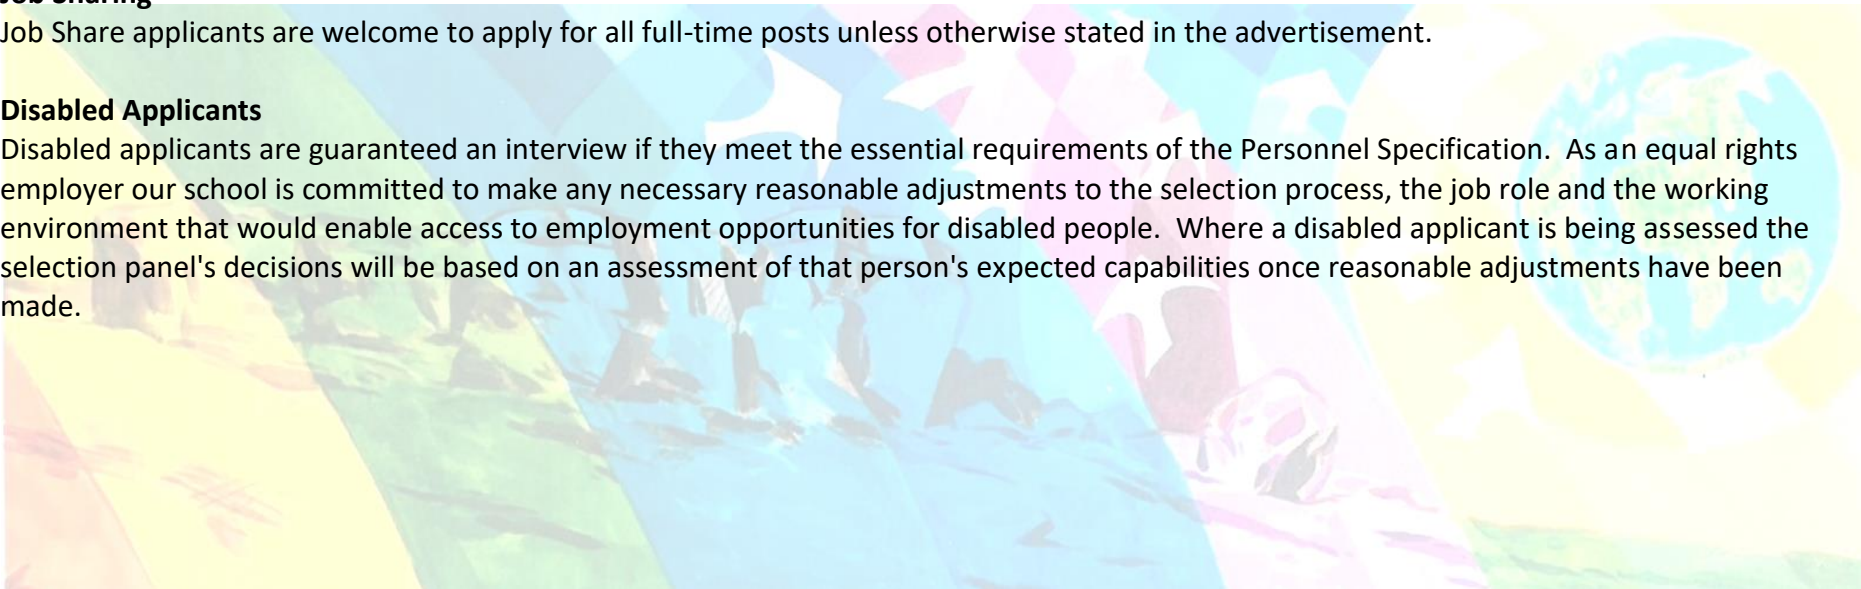 Job Sharing
Job Share applicants are welcome to apply for all full-time posts unless otherwise stated in the advertisement.
Disabled Applicants
Disabled applicants are guaranteed an interview if they meet the essential requirements of the Personnel Specification.  As an equal rights
employer our school is committed to make any necessary reasonable adjustments to the selection process, the job role and the working
environment that would enable access to employment opportunities for disabled people.  Where a disabled applicant is being assessed the
selection panel's decisions will be based on an assessment of that person's expected capabilities once reasonable adjustments have been
made.